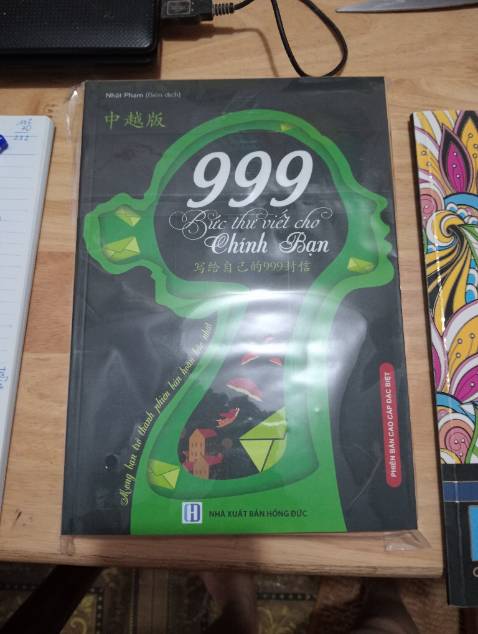 Nhật Phạm (Biên dịch)
中越版
999
Bức thư viết cho
Chính Bạn
写给自己的999封信
Mong bạn trở thành phiên bản hoàn hảo nhất
PHIÊN BẢN CAO CẤP ĐẶC BIỆT
H
NHÀ XUẤT BẢN HỒNG ĐỨC